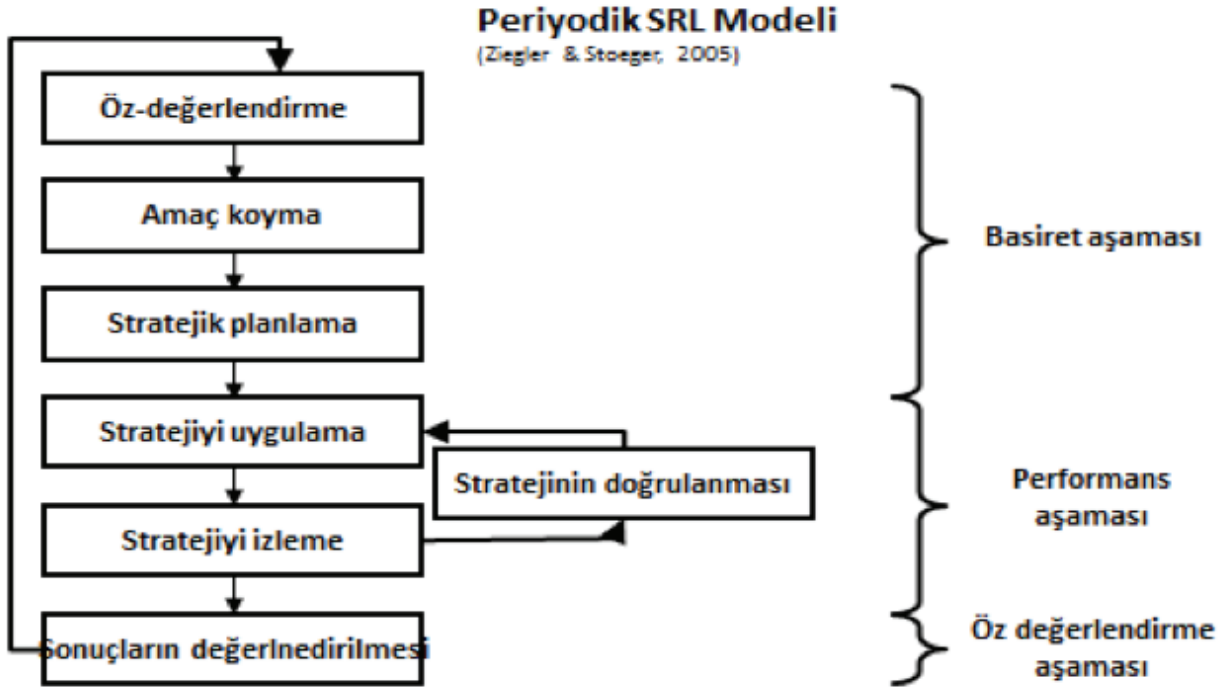 Periyodik SRL Modeli
(Ziegler & Stoeger, 2005)
Öz-değerlendirme
Amaç koyma
Stratejik planlama
Stratejiyi uygulama
Stratejinin doğrulanması
Stratejiyi izleme
Sonuçların değerlnedirilmesi
Basiret aşaması
Performans
aşaması
Öz değerlendirme
aşaması